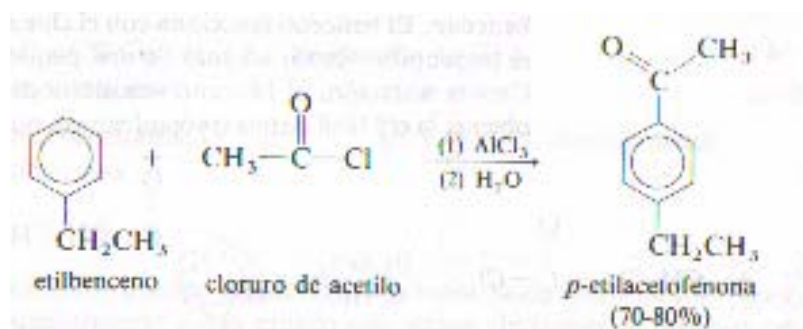 O CH₃
C
O
+ CH₃—C—Cl (1) AlCl₃
(2) H₂O
CH₂CH₃ CH₂CH₃
etilbenceno cloruro de acetilo p-etilacetofenona
(70-80%)